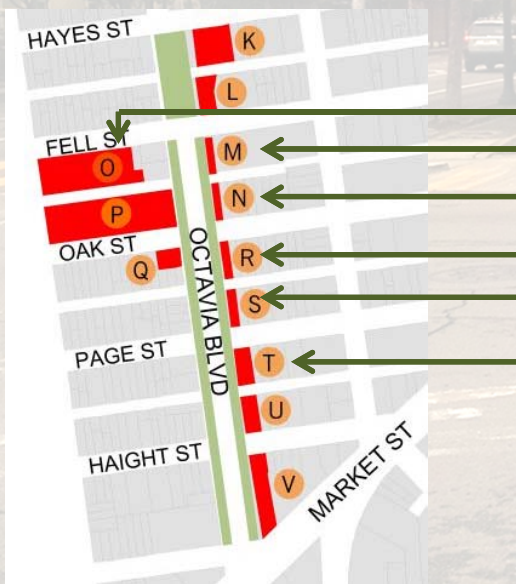 HAYES ST
K
L
FELL ST
M
O
N
P
OAK ST
Q
R
OCTAVIA BLVD
S
PAGE ST
T
U
HAIGHT ST
V
MARKET ST